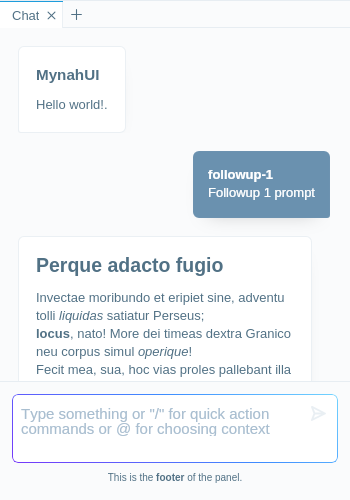 Chat
MynahUI
Hello world!.
followup-1
Followup 1 prompt
Perque adacto fugio
Invectae moribundo et eripiet sine, adventu
tolli liquidas satiatur Perseus;
locus, nato! More dei timeas dextra Granico
neu corpus simul operique!
Fecit mea, sua, hoc vias proles pallebant illa
Type something or "/" for quick action
commands or @ for choosing context
This is the footer of the panel.